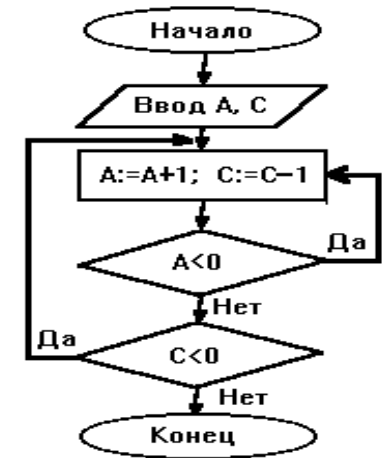 Начало
Ввод A, C
A:=A+1; C:=C−1
A<0
Да
Нет
Да
C<0
Нет
Конец